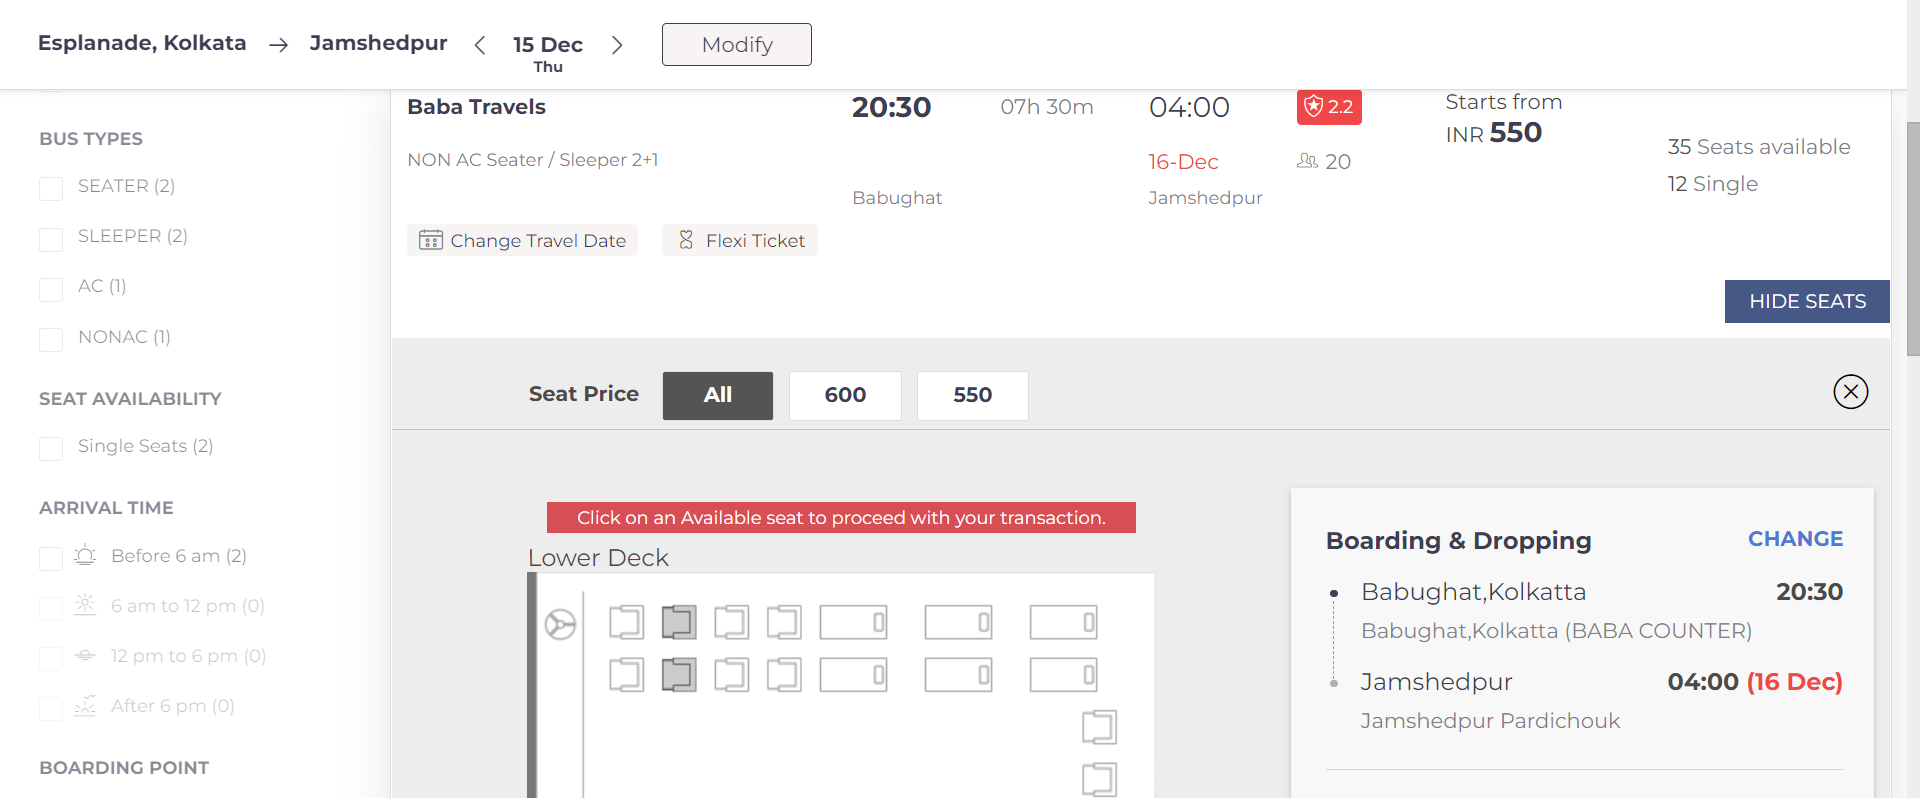 Esplanade, Kolkata → Jamshedpur < 15 Dec > Modify
Thu
BUS TYPES
SEATER (2)
SLEEPER (2)
AC (1)
NONAC (1)
SEAT AVAILABILITY
Single Seats (2)
ARRIVAL TIME
Before 6 am (2)
6 am to 12 pm (0)
12 pm to 6 pm (0)
After 6 pm (0)
BOARDING POINT
Baba Travels 20:30 07h 30m 04:00 2.2 Starts from
INR 550
35 Seats available
NON AC Seater / Sleeper 2+1 16-Dec 20
12 Single
Babughat Jamshedpur
Change Travel Date Flexi Ticket
HIDE SEATS
Seat Price All 600 550
Click on an Available seat to proceed with your transaction.
Lower Deck
Boarding & Dropping CHANGE
Babughat,Kolkatta 20:30
Babughat,Kolkatta (BABA COUNTER)
Jamshedpur 04:00 (16 Dec)
Jamshedpur Pardichouk